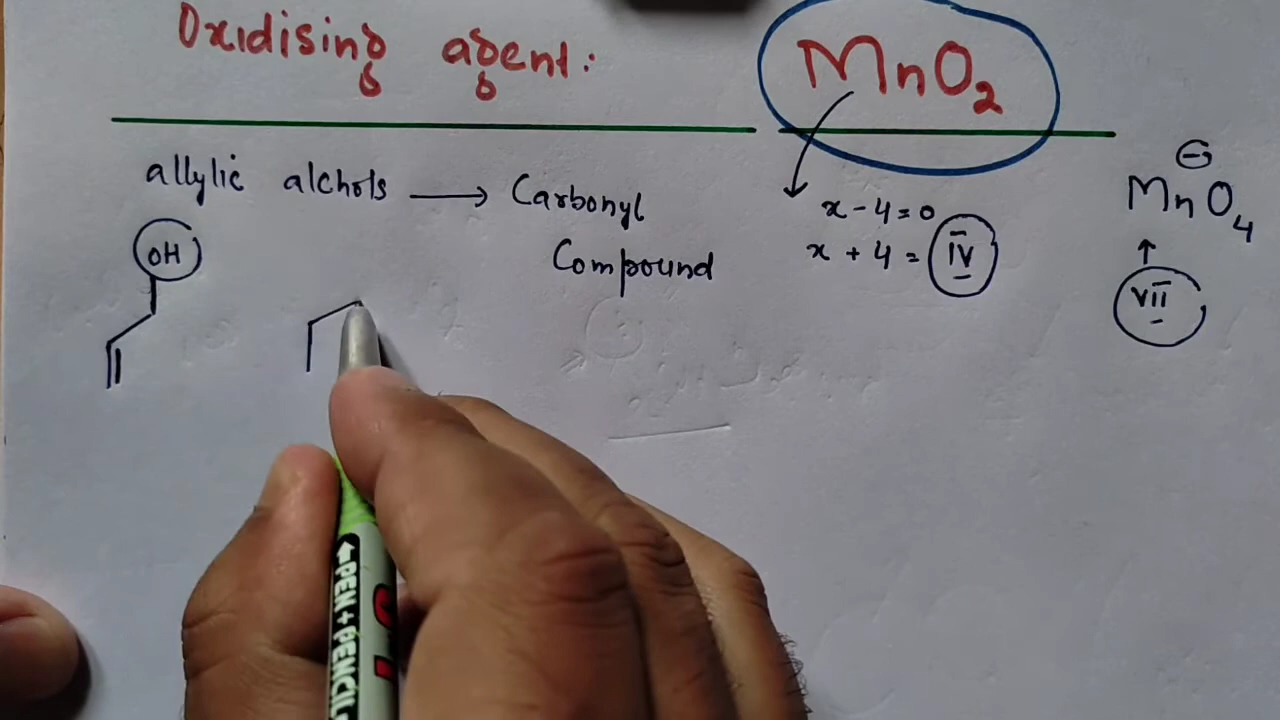 Oxidising agent: MnO2
allylic alchols → Carbonyl
Compound
OH
x - 4 = 0
x + 4 = IV
⊖
MnO4
VII
PEN+PENCIL